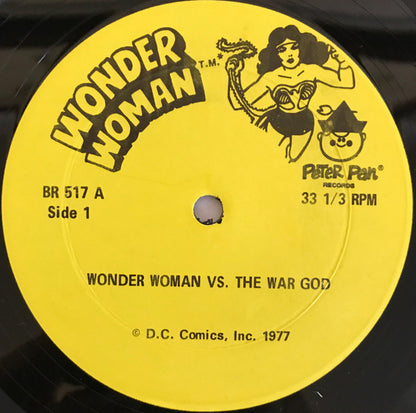 WONDER
WOMAN
T.M.*
Peter Pan®
RECORDS
BR 517 A
33 1/3 RPM
Side 1
WONDER WOMAN VS. THE WAR GOD
© D.C. Comics, Inc. 1977